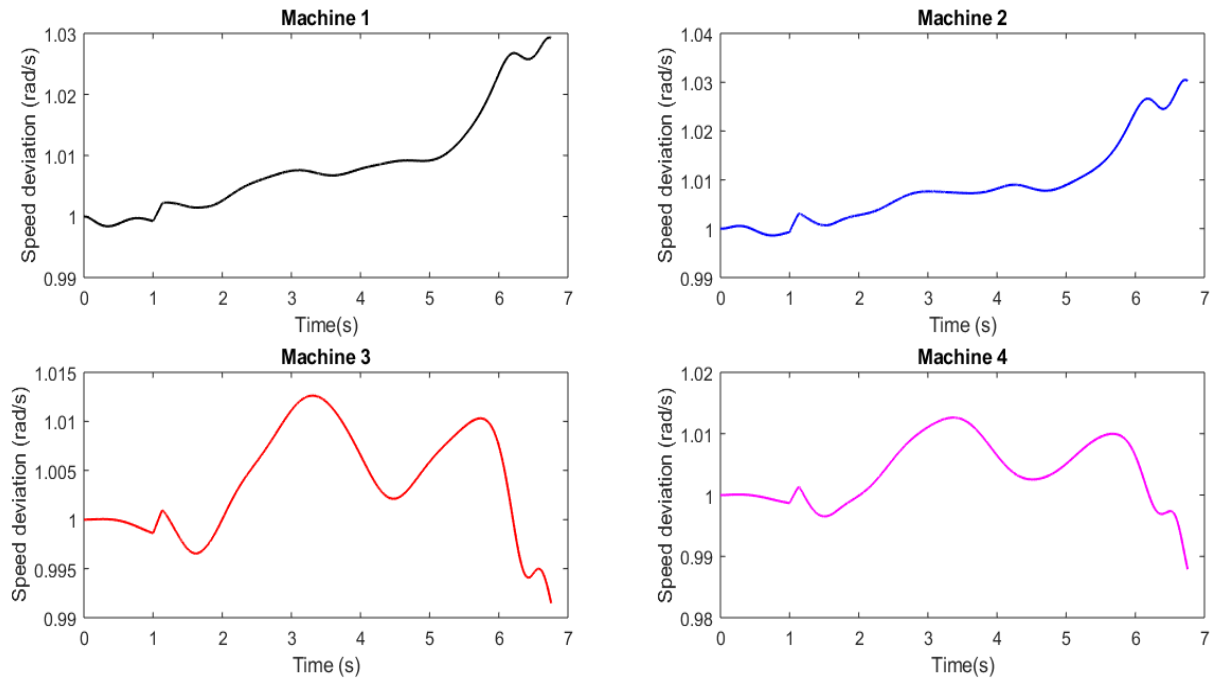 Machine 1
Speed deviation (rad/s)
1.03
1.02
1.01
1
0.99
0 1 2 3 4 5 6 7
Time(s)
Machine 2
Speed deviation (rad/s)
1.04
1.03
1.02
1.01
1
0.99
0 1 2 3 4 5 6 7
Time (s)
Machine 3
Speed deviation (rad/s)
1.015
1.01
1.005
1
0.995
0.99
0 1 2 3 4 5 6 7
Time (s)
Machine 4
Speed deviation (rad/s)
1.02
1.01
1
0.99
0.98
0 1 2 3 4 5 6 7
Time(s)